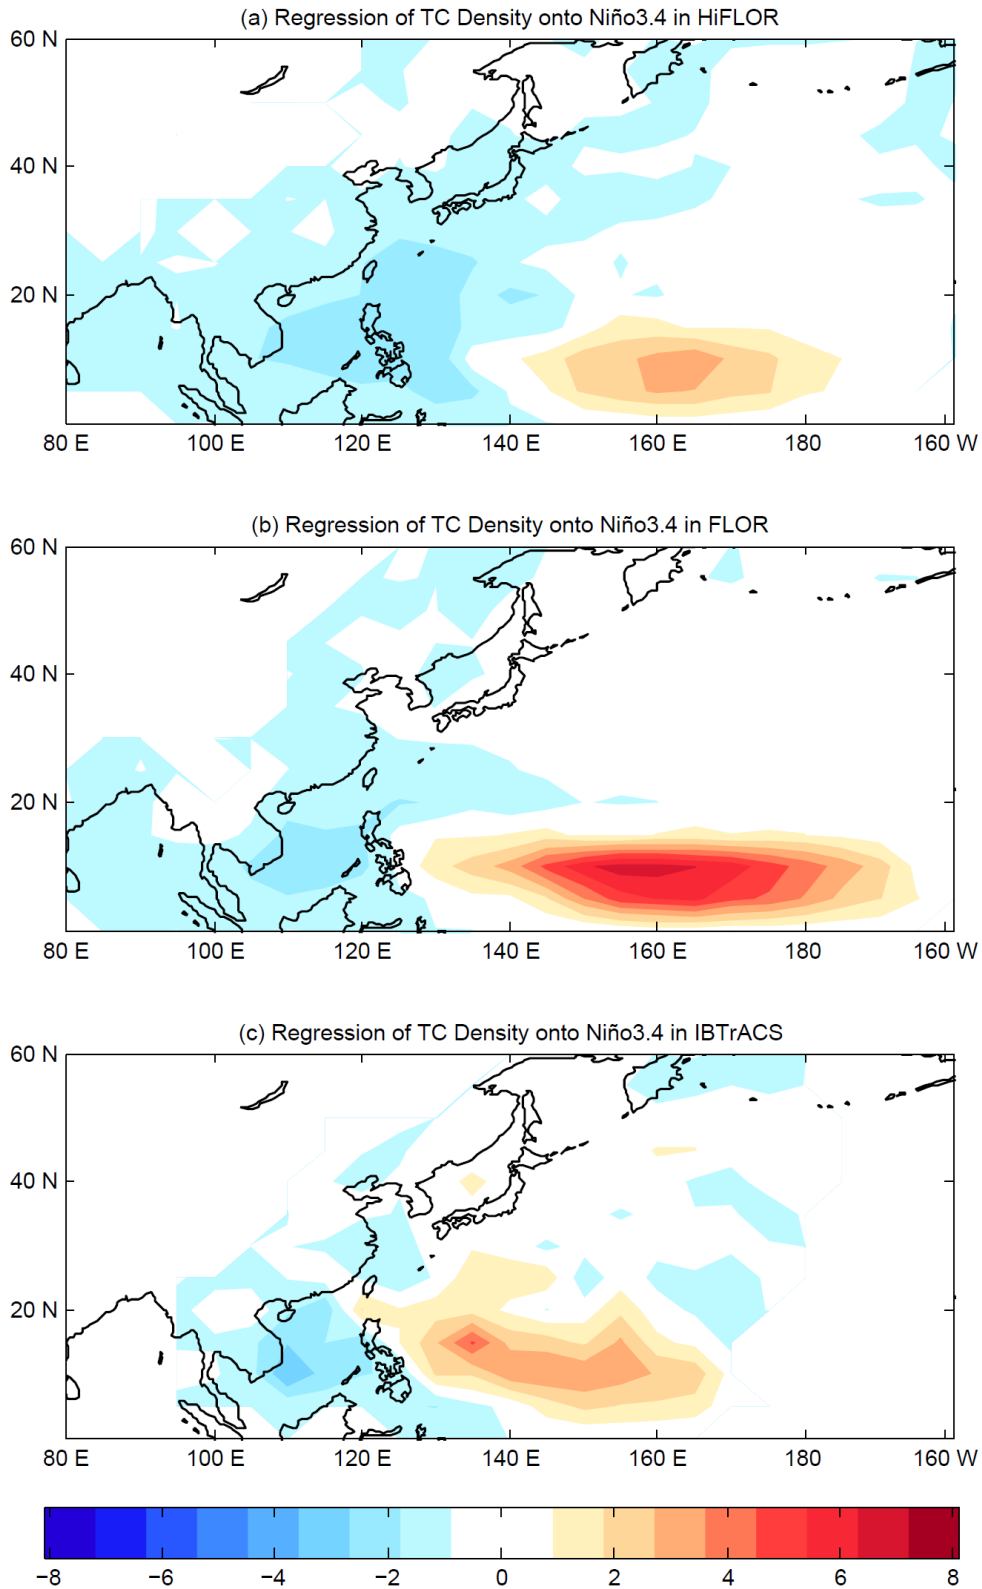 (a) Regression of TC Density onto Niño3.4 in HiFLOR
60 N
40 N
20 N
80 E 100 E 120 E 140 E 160 E 180 160 W
(b) Regression of TC Density onto Niño3.4 in FLOR
60 N
40 N
20 N
80 E 100 E 120 E 140 E 160 E 180 160 W
(c) Regression of TC Density onto Niño3.4 in IBTrACS
60 N
40 N
20 N
80 E 100 E 120 E 140 E 160 E 180 160 W
−8 −6 −4 −2 0 2 4 6 8